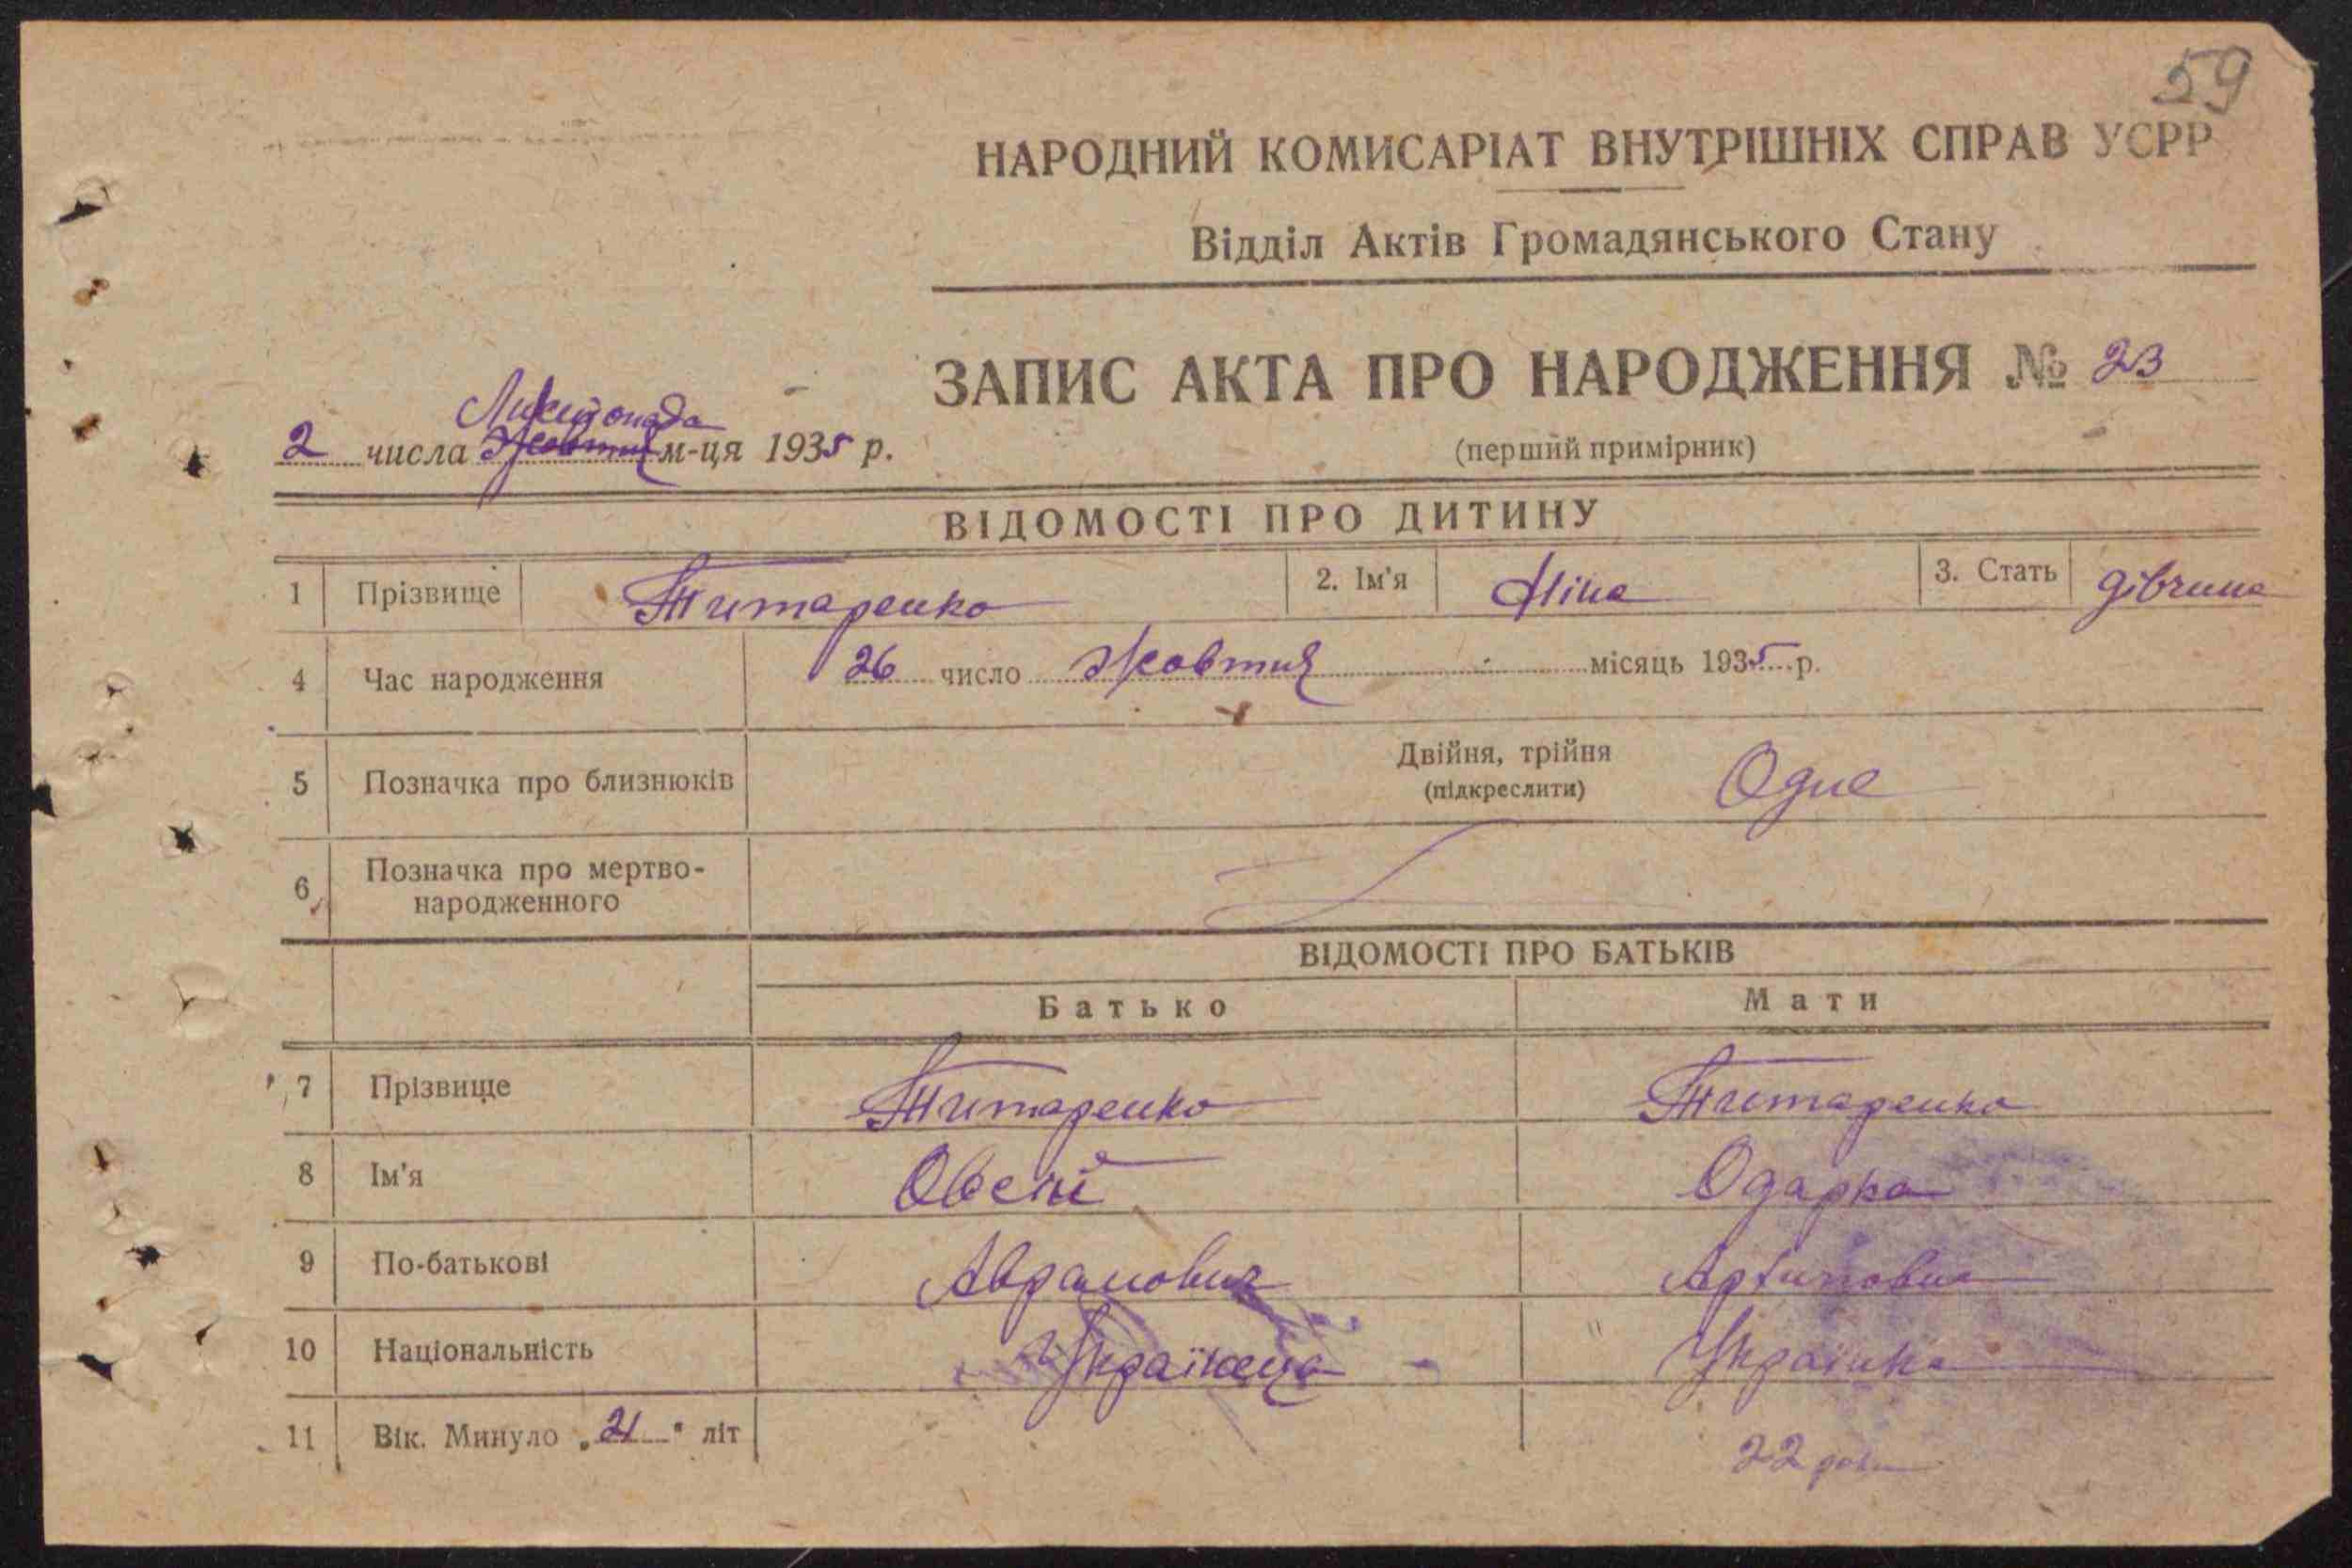 59
НАРОДНИЙ КОМИСАРІАТ ВНУТРІШНІХ СПРАВ УСРР
Відділ Актів Громадянського Стану
ЗАПИС АКТА ПРО НАРОДЖЕННЯ № 23
(перший примірник)
Листопада
2 числа Жовтня м-ця 1935 р.
ВІДОМОСТІ ПРО ДИТИНУ
1 Прізвище Титаренко 2. Ім'я Ніна 3. Стать дівчина
4 Час народження 26 число Жовтня місяць 1935 р.
5 Позначка про близнюків Двійня, трійня (підкреслити) Одне
6 Позначка про мертво-
народженного
ВІДОМОСТІ ПРО БАТЬКІВ
Батько Мати
7 Прізвище Титаренко Титаренко
8 Ім'я Овсій Одарка
9 По-батькові Аврамович
10 Національність Українець Українка
11 Вік. Минуло „21" літ 22 роки